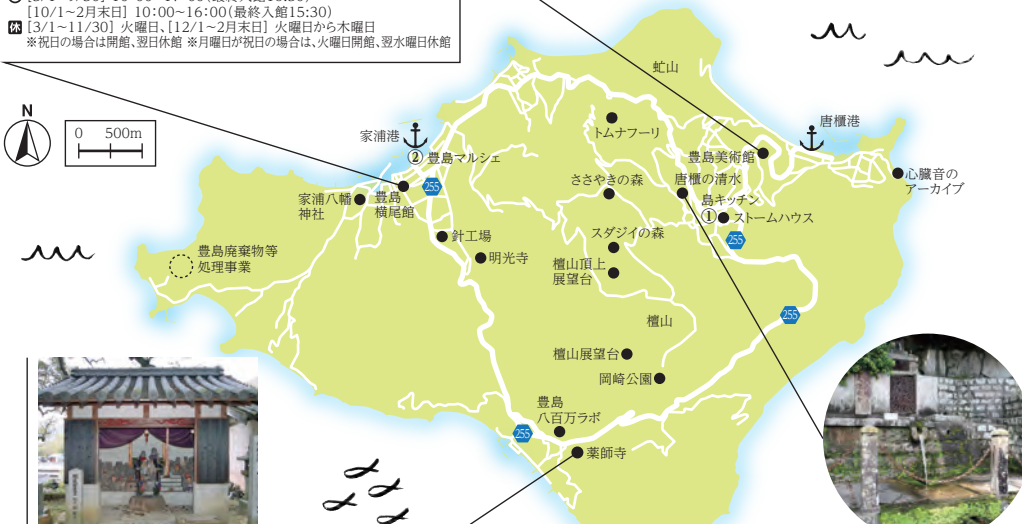 [10/1~2月末日] 10:00~16:00(最終入館15:30)
休 [3/1~11/30] 火曜日、[12/1~2月末日] 火曜日から木曜日
※祝日の場合は開館、翌日休館 ※月曜日が祝日の場合は、火曜日開館、翌水曜日休館
N
0 500m
虻山
家浦港
② 豊島マルシェ
トムナフーリ
唐櫃港
豊島美術館
心臓音の
アーカイブ
255
ささやきの森
唐櫃の清水
家浦八幡
神社
豊島
横尾館
島キッチン
①
ストームハウス
針工場
スダジイの森
255
豊島廃棄物等
処理事業
明光寺
檀山頂上
展望台
255
檀山
檀山展望台
岡崎公園
豊島
八百万ラボ
255
薬師寺